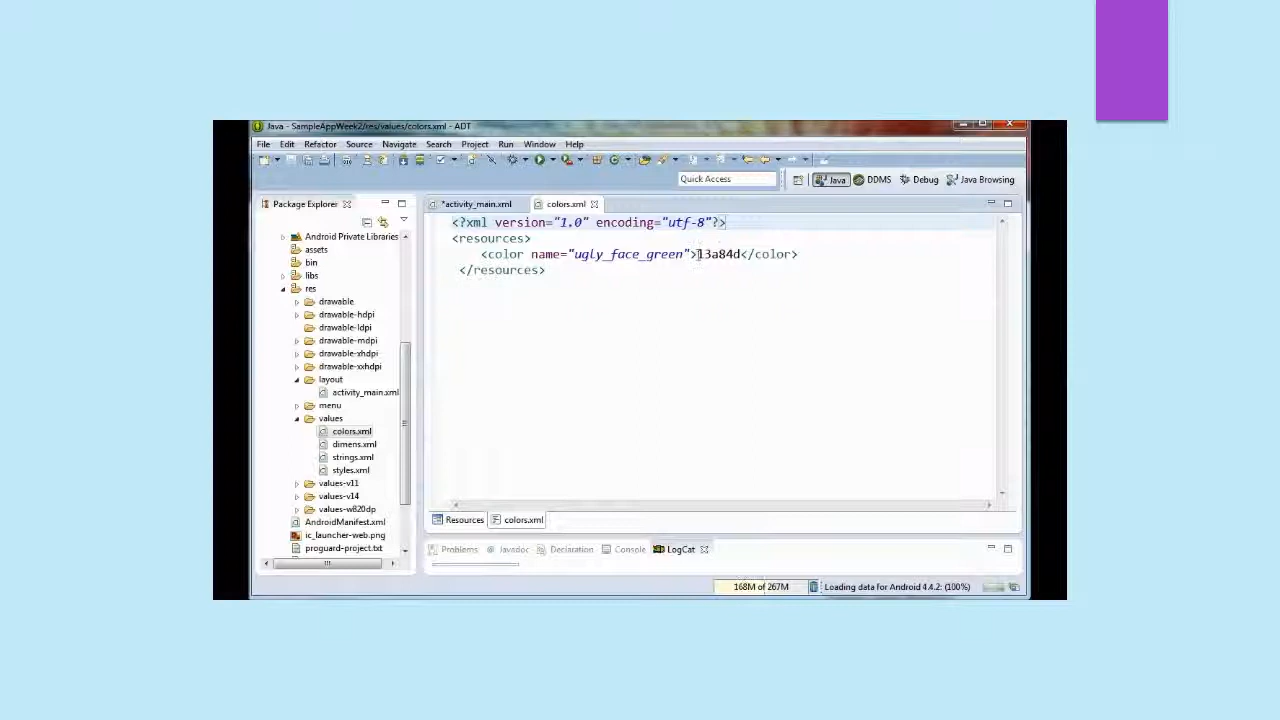 Java - SampleAppWeek2/res/values/colors.xml - ADT
File Edit Refactor Source Navigate Search Project Run Window Help
Quick Access
Java DDMS Debug Java Browsing
Package Explorer
*activity_main.xml colors.xml
<?xml version="1.0" encoding="utf-8"?>
<resources>
<color name="ugly_face_green">13a84d</color>
</resources>
Android Private Libraries
assets
bin
libs
res
drawable
drawable-hdpi
drawable-ldpi
drawable-mdpi
drawable-xhdpi
drawable-xxhdpi
layout
activity_main.xml
menu
values
colors.xml
dimens.xml
strings.xml
styles.xml
values-v11
values-v14
values-w820dp
AndroidManifest.xml
ic_launcher-web.png
proguard-project.txt
Resources colors.xml
Problems Javadoc Declaration Console LogCat
168M of 267M
Loading data for Android 4.4.2: (100%)